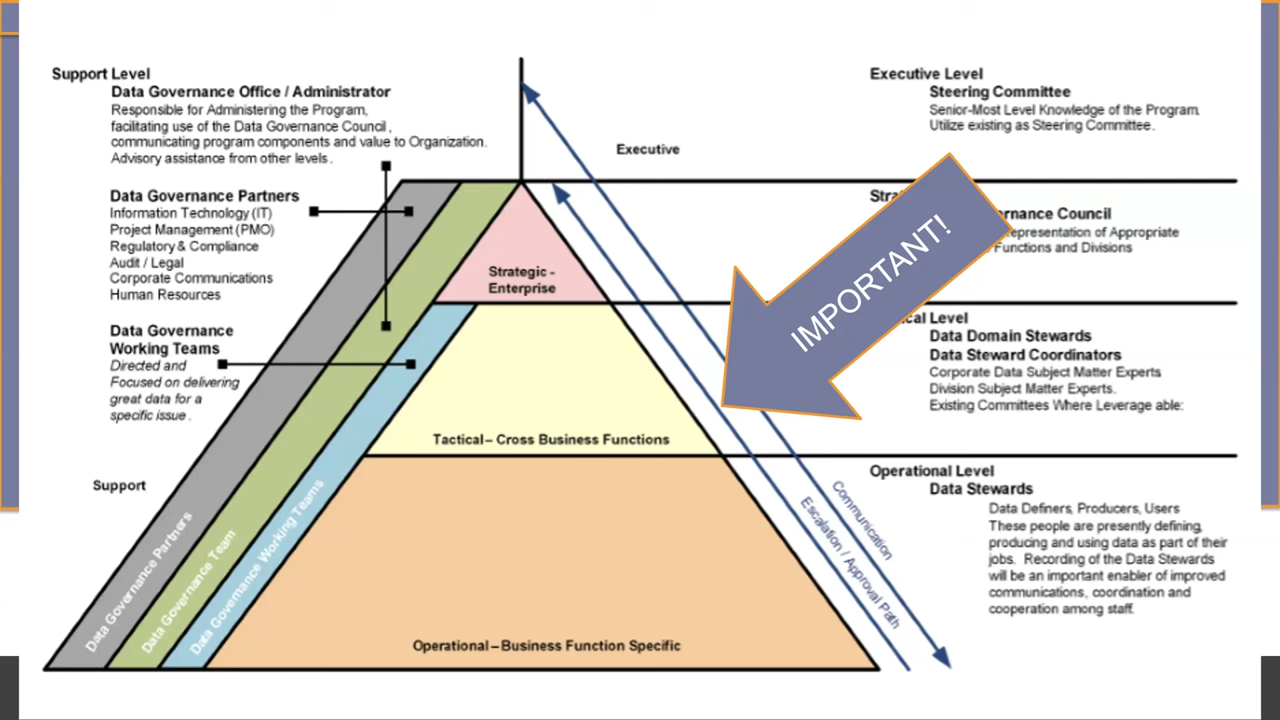 Support Level
Data Governance Office / Administrator
Responsible for Administering the Program,
facilitating use of the Data Governance Council,
communicating program components and value to Organization.
Advisory assistance from other levels.
Data Governance Partners
Information Technology (IT)
Project Management (PMO)
Regulatory & Compliance
Audit / Legal
Corporate Communications
Human Resources
Data Governance
Working Teams
Directed and
Focused on delivering
great data for a
specific issue.
Support
Data Governance Partners
Data Governance Team
Data Governance Working Teams
Executive
Strategic -
Enterprise
Tactical – Cross Business Functions
Operational – Business Function Specific
Communication
Escalation / Approval Path
IMPORTANT!
Executive Level
Steering Committee
Senior-Most Level Knowledge of the Program.
Utilize existing as Steering Committee.
Council
of Appropriate
Functions and Divisions
Level
Data Domain Stewards
Data Steward Coordinators
Corporate Data Subject Matter Experts
Division Subject Matter Experts.
Existing Committees Where Leverage able:
Operational Level
Data Stewards
Data Definers, Producers, Users
These people are presently defining,
producing and using data as part of their
jobs. Recording of the Data Stewards
will be an important enabler of improved
communications, coordination and
cooperation among staff.